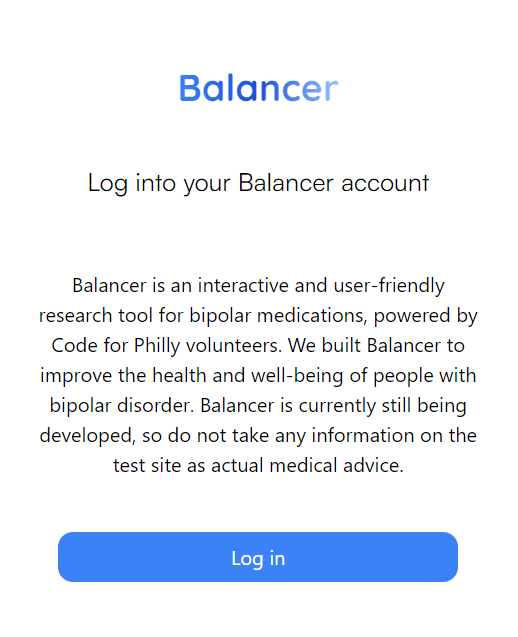 Balancer
Log into your Balancer account
Balancer is an interactive and user-friendly
research tool for bipolar medications, powered by
Code for Philly volunteers. We built Balancer to
improve the health and well-being of people with
bipolar disorder. Balancer is currently still being
developed, so do not take any information on the
test site as actual medical advice.
Log in